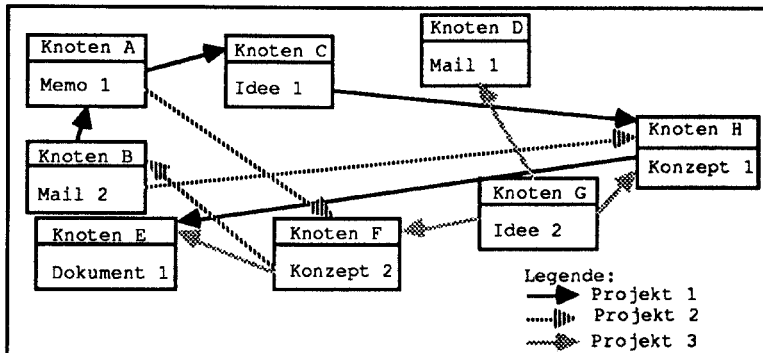 Knoten A
Memo 1
Knoten C
Idee 1
Knoten D
Mail 1
Knoten H
Konzept 1
Knoten B
Mail 2
Knoten G
Idee 2
Knoten E
Dokument 1
Knoten F
Konzept 2
Legende:
Projekt 1
Projekt 2
Projekt 3